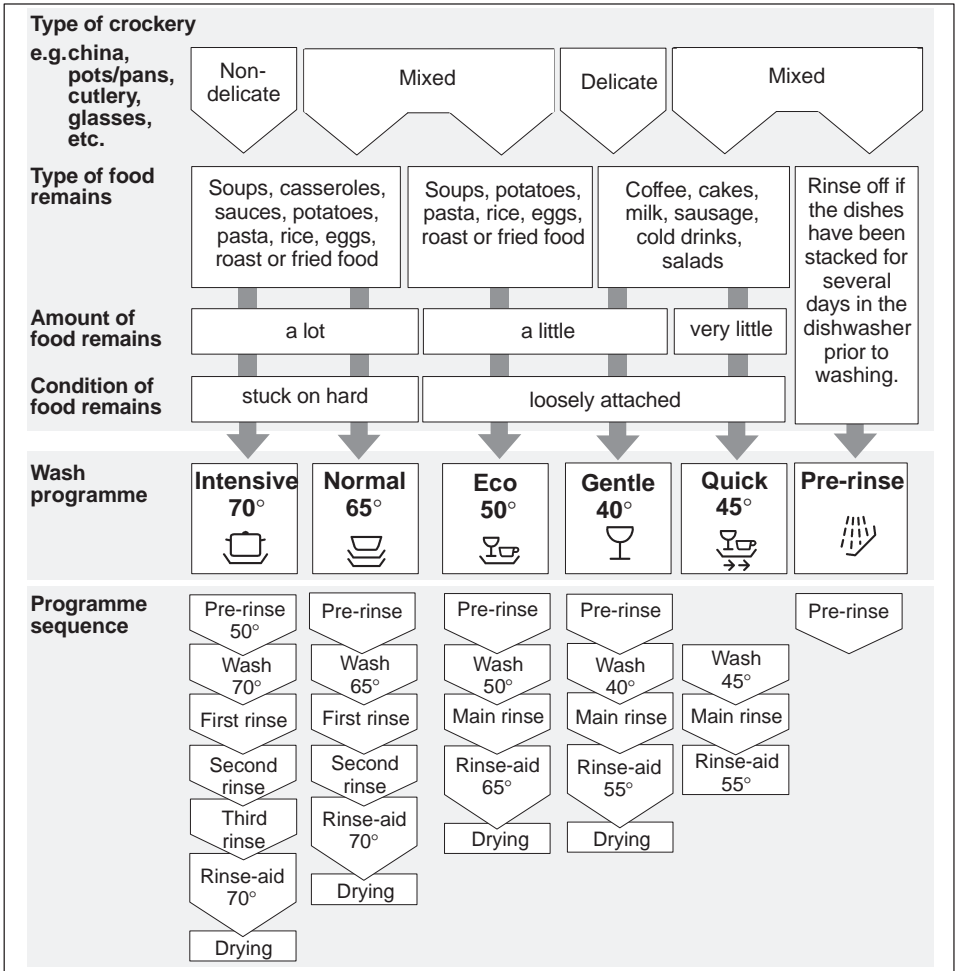 Type of crockery
e.g.china,
pots/pans,
cutlery,
glasses,
etc.
Non-
delicate
Mixed
Delicate
Mixed
Type of food
remains
Soups, casseroles,
sauces, potatoes,
pasta, rice, eggs,
roast or fried food
Soups, potatoes,
pasta, rice, eggs,
roast or fried food
Coffee, cakes,
milk, sausage,
cold drinks,
salads
Rinse off if
the dishes
have been
stacked for
several
days in the
dishwasher
prior to
washing.
Amount of
food remains
a lot
a little
very little
Condition of
food remains
stuck on hard
loosely attached
Wash
programme
Intensive
70°
Normal
65°
Eco
50°
Gentle
40°
Quick
45°
Pre-rinse
Programme
sequence
Pre-rinse
50°
Wash
70°
First rinse
Second
rinse
Third
rinse
Rinse-aid
70°
Drying
Pre-rinse
Wash
65°
First rinse
Second
rinse
Rinse-aid
70°
Drying
Pre-rinse
Wash
50°
Main rinse
Rinse-aid
65°
Drying
Pre-rinse
Wash
40°
Main rinse
Rinse-aid
55°
Drying
Wash
45°
Main rinse
Rinse-aid
55°
Pre-rinse